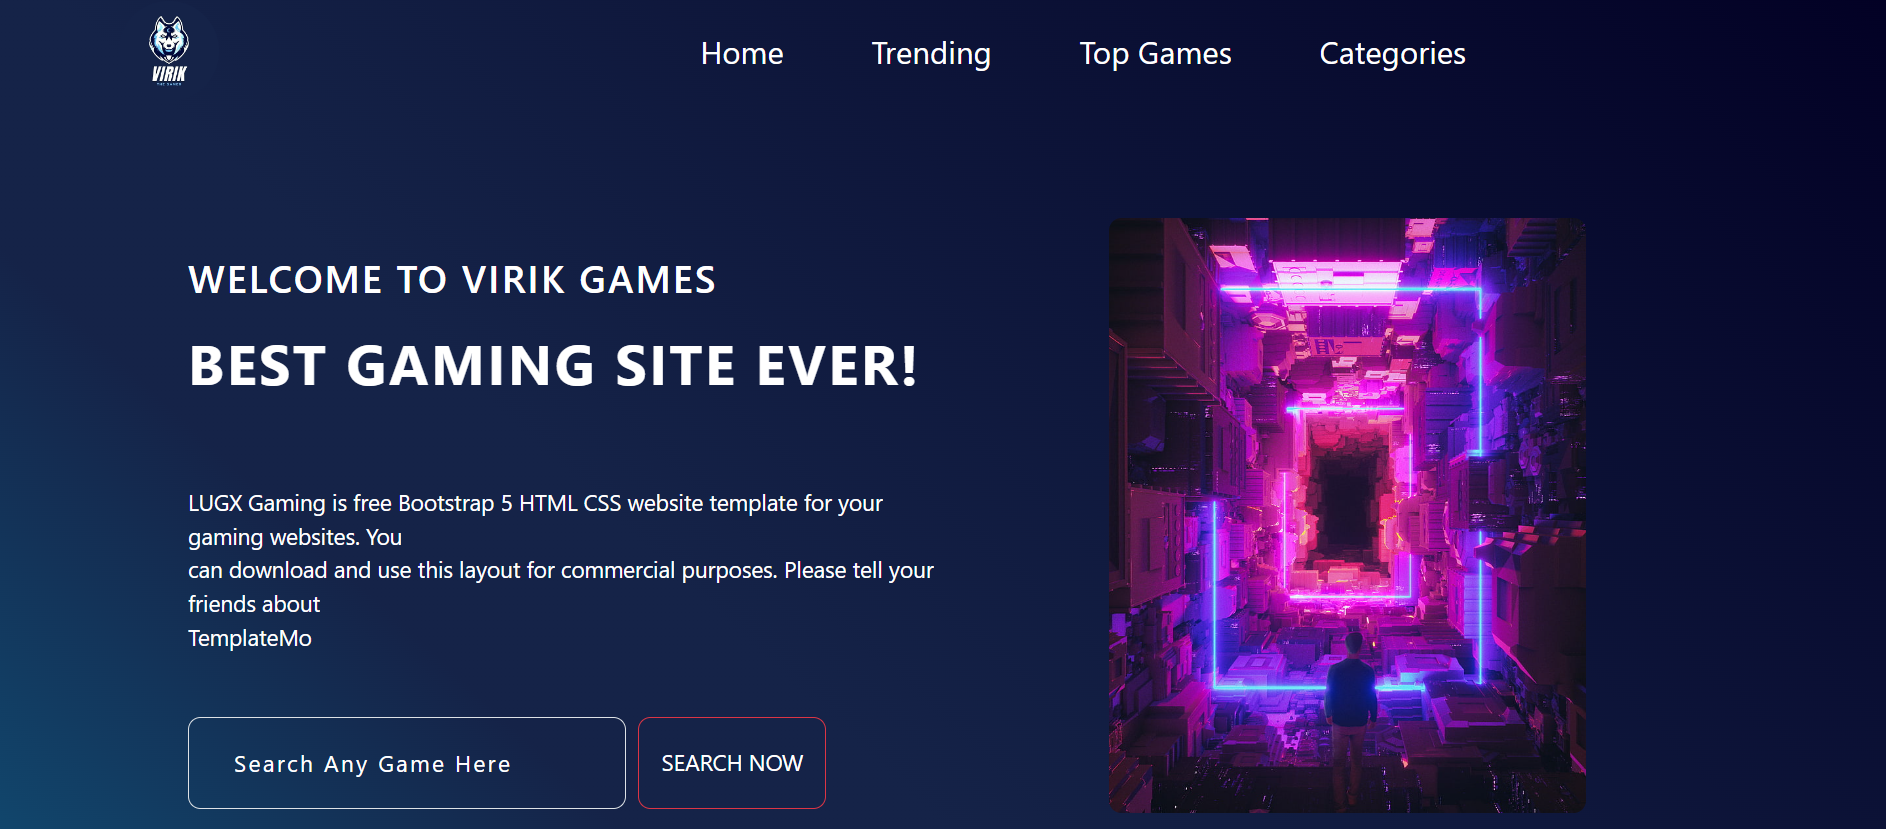 VIRIK
Home
Trending
Top Games
Categories
WELCOME TO VIRIK GAMES
BEST GAMING SITE EVER!
LUGX Gaming is free Bootstrap 5 HTML CSS website template for your
gaming websites. You
can download and use this layout for commercial purposes. Please tell your
friends about
TemplateMo
Search Any Game Here
SEARCH NOW